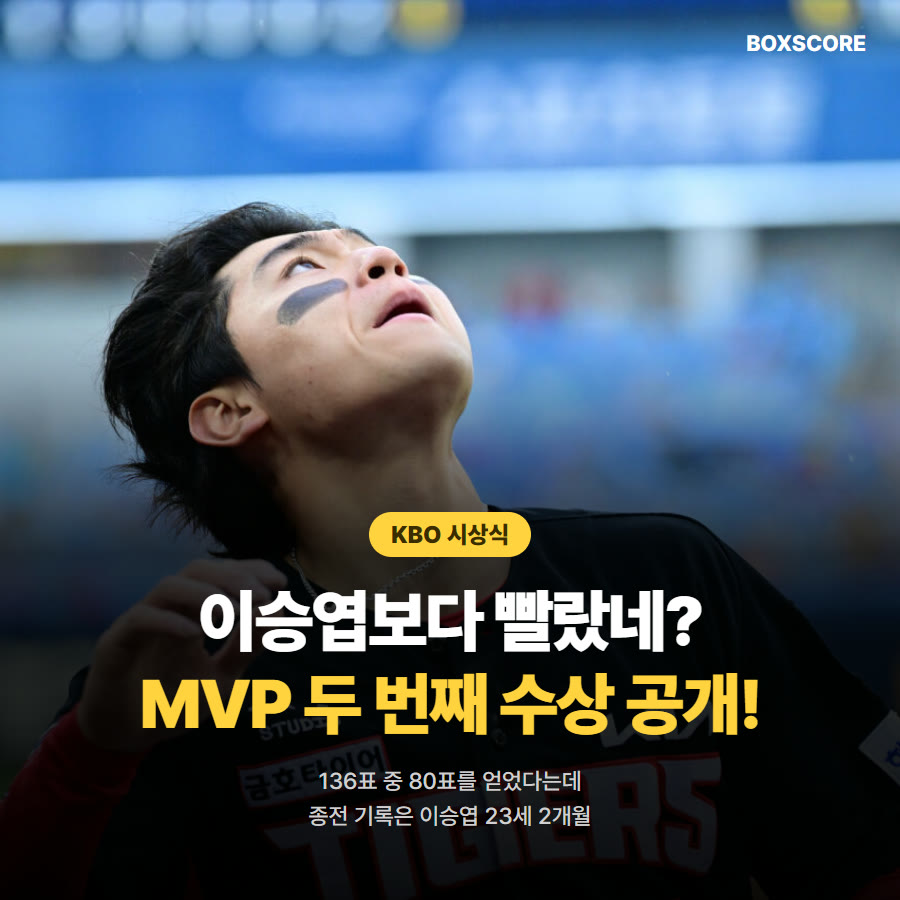 BOXSCORE
KBO 시상식
이승엽보다 빨랐네?
MVP 두 번째 수상 공개!
136표 중 80표를 얻었다는데
종전 기록은 이승엽 23세 2개월
금호타이어
TIGERS